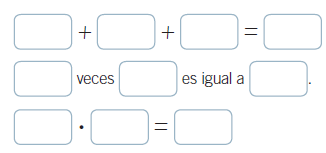 + + =
veces es igual a .
· =